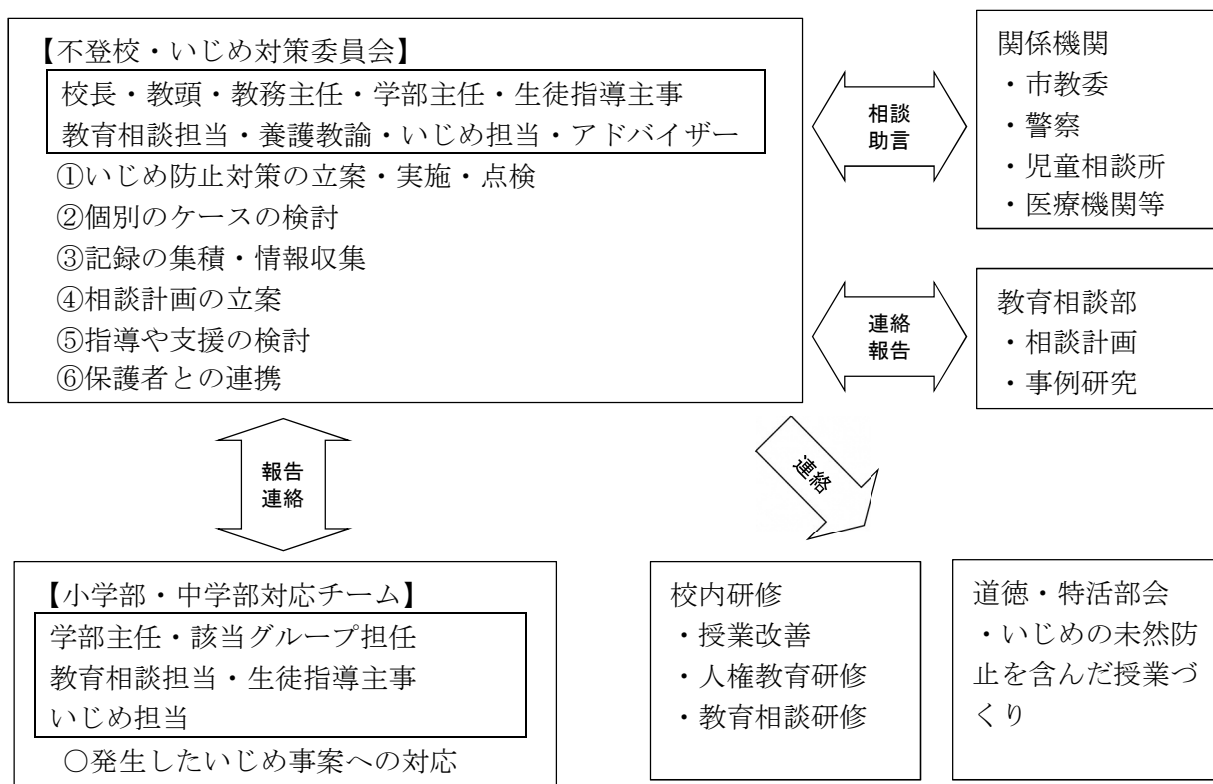 【不登校・いじめ対策委員会】
校長・教頭・教務主任・学部主任・生徒指導主事
教育相談担当・養護教諭・いじめ担当・アドバイザー
①いじめ防止対策の立案・実施・点検
②個別のケースの検討
③記録の集積・情報収集
④相談計画の立案
⑤指導や支援の検討
⑥保護者との連携
相談
助言
関係機関
・市教委
・警察
・児童相談所
・医療機関等
連絡
報告
教育相談部
・相談計画
・事例研究
報告
連絡
連絡
【小学部・中学部対応チーム】
学部主任・該当グループ担任
教育相談担当・生徒指導主事
いじめ担当
○発生したいじめ事案への対応
校内研修
・授業改善
・人権教育研修
・教育相談研修
道徳・特活部会
・いじめの未然防
止を含んだ授業づ
くり